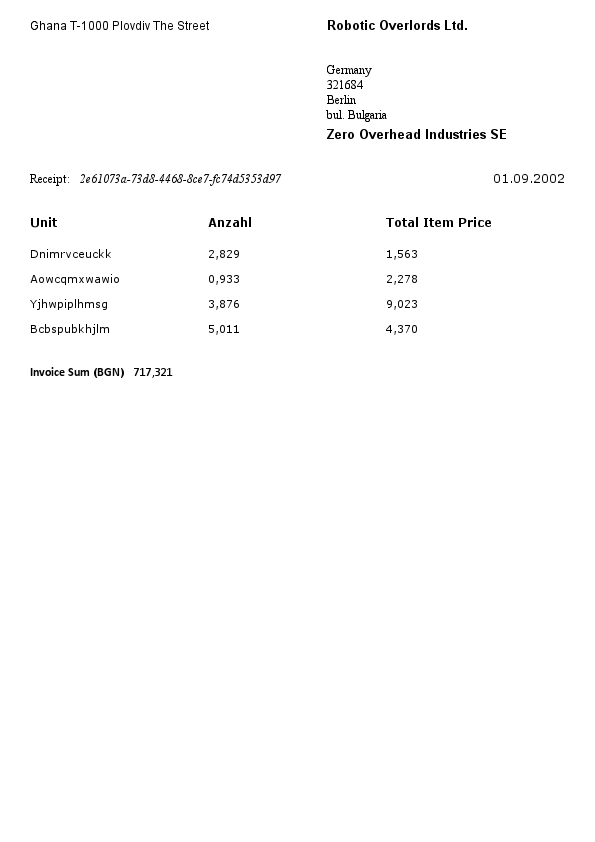 Ghana T-1000 Plovdiv The Street
Robotic Overlords Ltd.
Germany
321684
Berlin
bul. Bulgaria
Zero Overhead Industries SE
Receipt: 2e61073a-73d8-4468-8ce7-fc74d5353d97 01.09.2002
Unit Anzahl Total Item Price
Dnimrvceuckk 2,829 1,563
Aowcqmxwawio 0,933 2,278
Yjhwpiplhmsg 3,876 9,023
Bcbspubkhjlm 5,011 4,370
Invoice Sum (BGN) 717,321